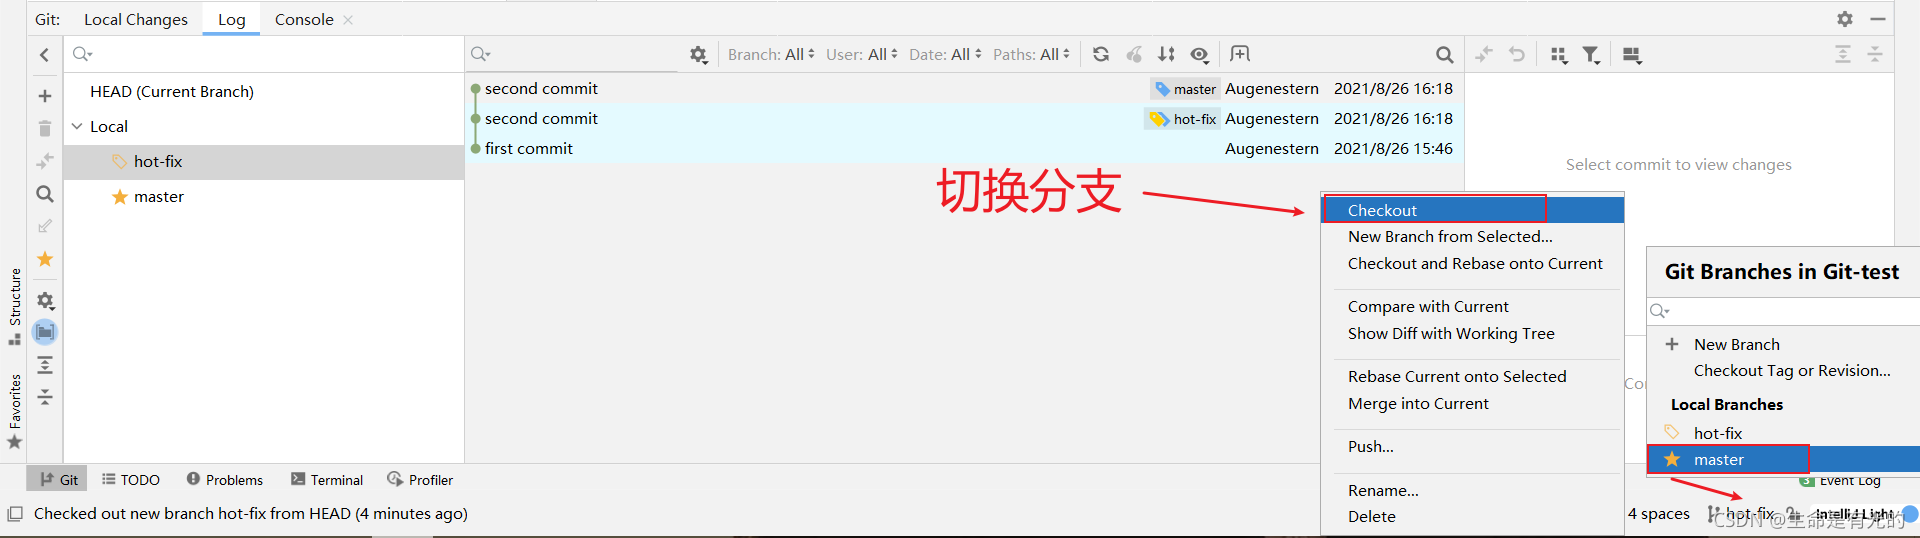 Git: Local Changes Log Console
Branch: All User: All Date: All Paths: All
HEAD (Current Branch)
Local
hot-fix
master
second commit master Augenestern 2021/8/26 16:18
second commit hot-fix Augenestern 2021/8/26 16:18
first commit Augenestern 2021/8/26 15:46
Select commit to view changes
切换分支
Checkout
New Branch from Selected...
Checkout and Rebase onto Current
Compare with Current
Show Diff with Working Tree
Rebase Current onto Selected
Merge into Current
Push...
Rename...
Delete
Git Branches in Git-test
New Branch
Checkout Tag or Revision...
Local Branches
hot-fix
master
Structure
Favorites
Git TODO Problems Terminal Profiler
3 Event Log
Checked out new branch hot-fix from HEAD (4 minutes ago)
4 spaces hot-fix IntelliJ Light
CSDN @生命是有光的